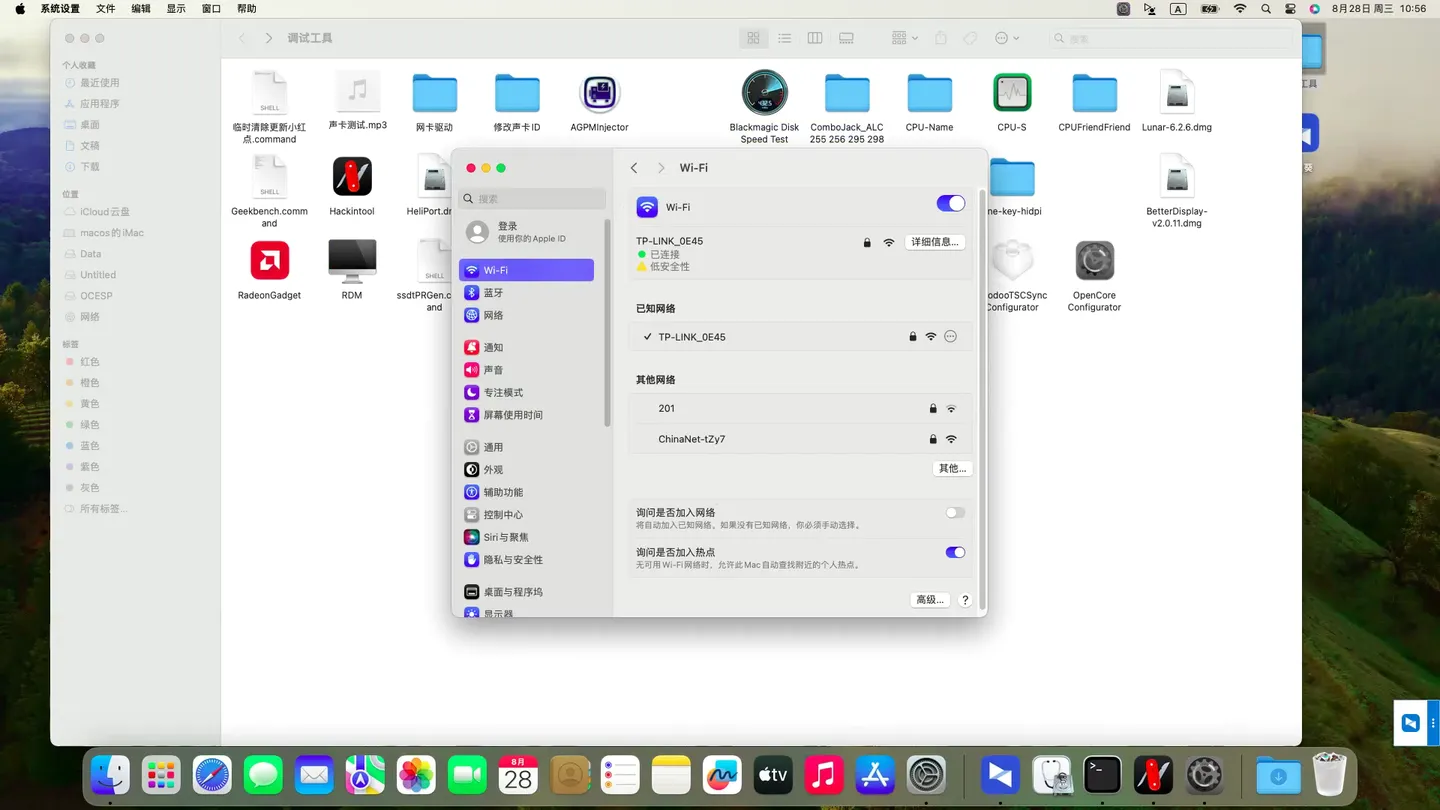 系统设置 文件 编辑 显示 窗口 帮助
A
8月28日 周三 10:56
调试工具
搜索
个人收藏
最近使用
应用程序
桌面
文稿
下载
位置
iCloud云盘
macos的iMac
Data
Untitled
OCESP
网络
标签
红色
橙色
黄色
绿色
蓝色
紫色
灰色
所有标签...
SHELL
临时清除更新小红
点.command
声卡测试.mp3
网卡驱动
修改声卡ID
AGPMInjector
Blackmagic Disk
Speed Test
ComboJack_ALC
255 256 295 298
CPU-Name
CPU-S
CPUFriendFriend
Lunar-6.2.6.dmg
工具
SHELL
Geekbench.comm
and
Hackintool
HeliPort.dm
ne-key-hidpi
BetterDisplay-
v2.0.11.dmg
葵
RadeonGadget
RDM
SHELL
ssdtPRGen.c
and
odooTSCSync
Configurator
OpenCore
Configurator
搜索
登录
使用你的Apple ID
Wi-Fi
蓝牙
网络
通知
声音
专注模式
屏幕使用时间
通用
外观
辅助功能
控制中心
Siri与聚焦
隐私与安全性
桌面与程序坞
显示器
Wi-Fi
Wi-Fi
TP-LINK_0E45
已连接
低安全性
详细信息...
已知网络
TP-LINK_0E45
其他网络
201
ChinaNet-tZy7
其他...
询问是否加入网络
将自动加入已知网络。如果没有已知网络，你必须手动选择。
询问是否加入热点
无可用Wi-Fi网络时，允许此Mac自动查找附近的个人热点。
高级...
?
8月
28
tv